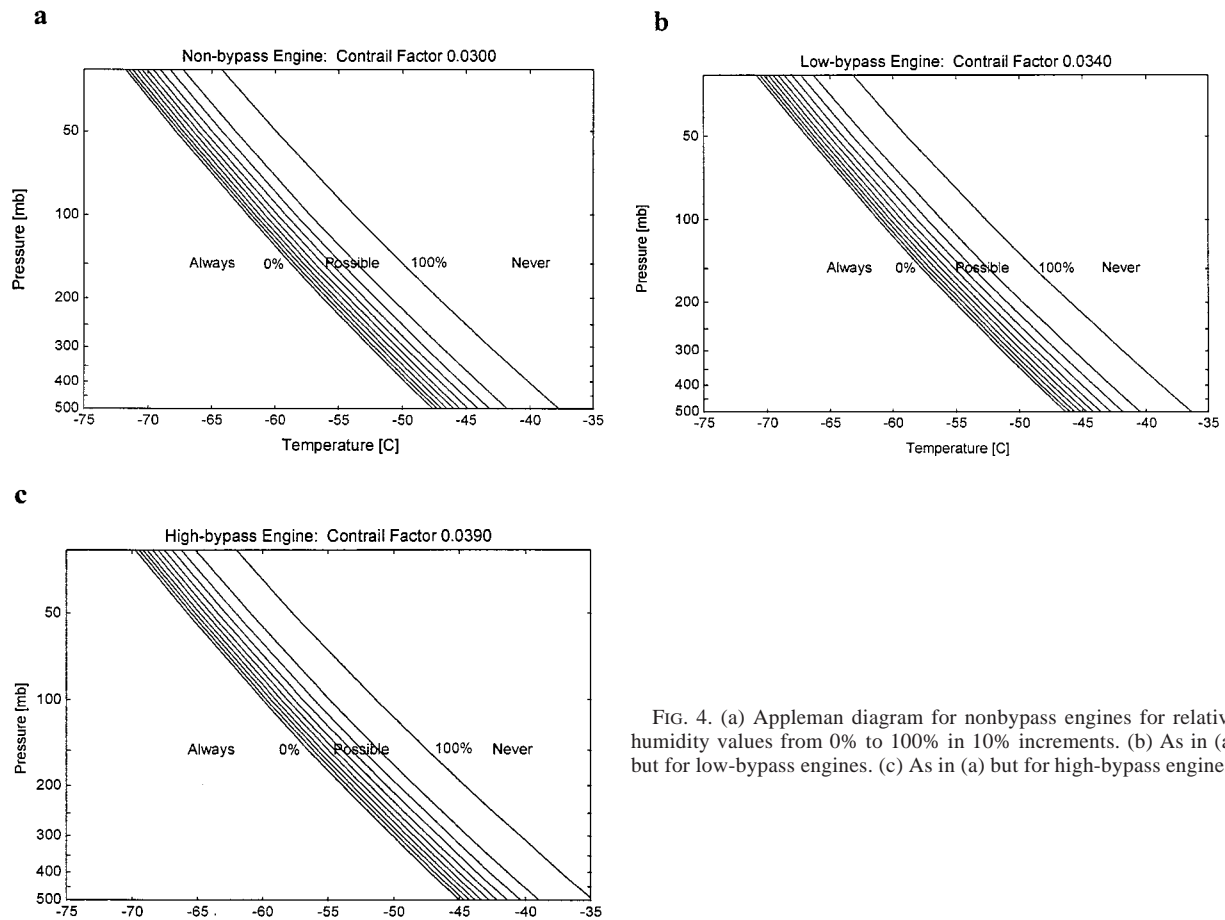 a
Non-bypass Engine: Contrail Factor 0.0300
Pressure [mb]
50
100
200
300
400
500
Always
0%
Possible
100%
Never
-75
-70
-65
-60
-55
-50
-45
-40
-35
Temperature [C]
b
Low-bypass Engine: Contrail Factor 0.0340
Pressure [mb]
50
100
200
300
400
500
Always
0%
Possible
100%
Never
-75
-70
-65
-60
-55
-50
-45
-40
-35
Temperature [C]
c
High-bypass Engine: Contrail Factor 0.0390
Pressure [mb]
50
100
200
300
400
500
Always
0%
Possible
100%
Never
-75
-70
-65
-60
-55
-50
-45
-40
-35
FIG. 4. (a) Appleman diagram for nonbypass engines for relativ
humidity values from 0% to 100% in 10% increments. (b) As in (a
but for low-bypass engines. (c) As in (a) but for high-bypass engine